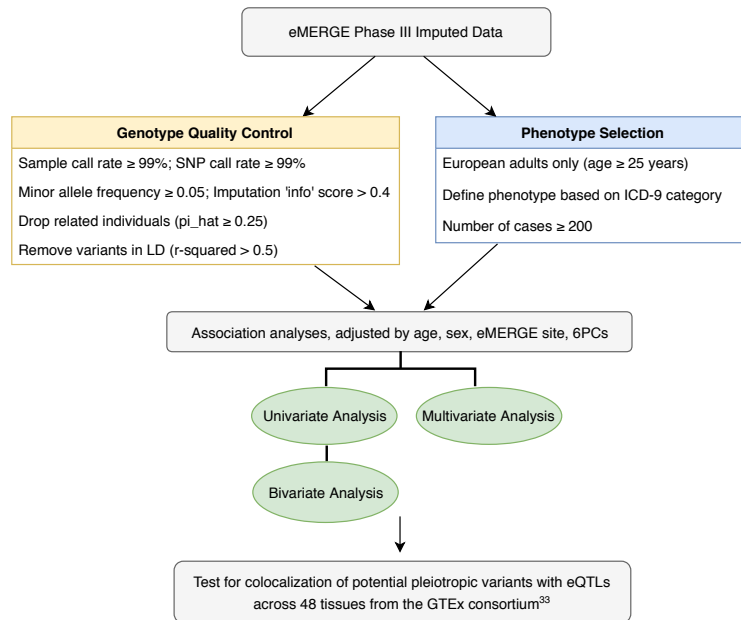 eMERGE Phase III Imputed Data
Genotype Quality Control
Sample call rate ≥ 99%; SNP call rate ≥ 99%
Minor allele frequency ≥ 0.05; Imputation 'info' score > 0.4
Drop related individuals (pi_hat ≥ 0.25)
Remove variants in LD (r-squared > 0.5)
Phenotype Selection
European adults only (age ≥ 25 years)
Define phenotype based on ICD-9 category
Number of cases ≥ 200
Association analyses, adjusted by age, sex, eMERGE site, 6PCs
Univariate Analysis
Multivariate Analysis
Bivariate Analysis
Test for colocalization of potential pleiotropic variants with eQTLs
across 48 tissues from the GTEx consortium³³